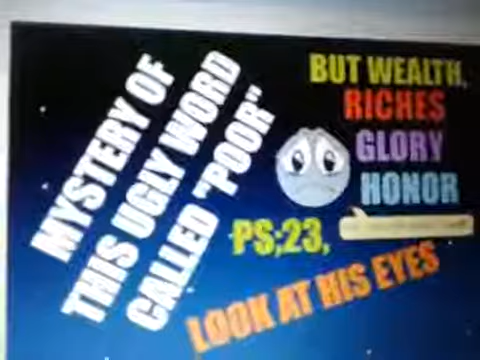 MYSTERY OF
THIS UGLY WORD
CALLED "POOR"
BUT WEALTH,
RICHES
GLORY
HONOR
PS;23,
LOOK AT HIS EYES